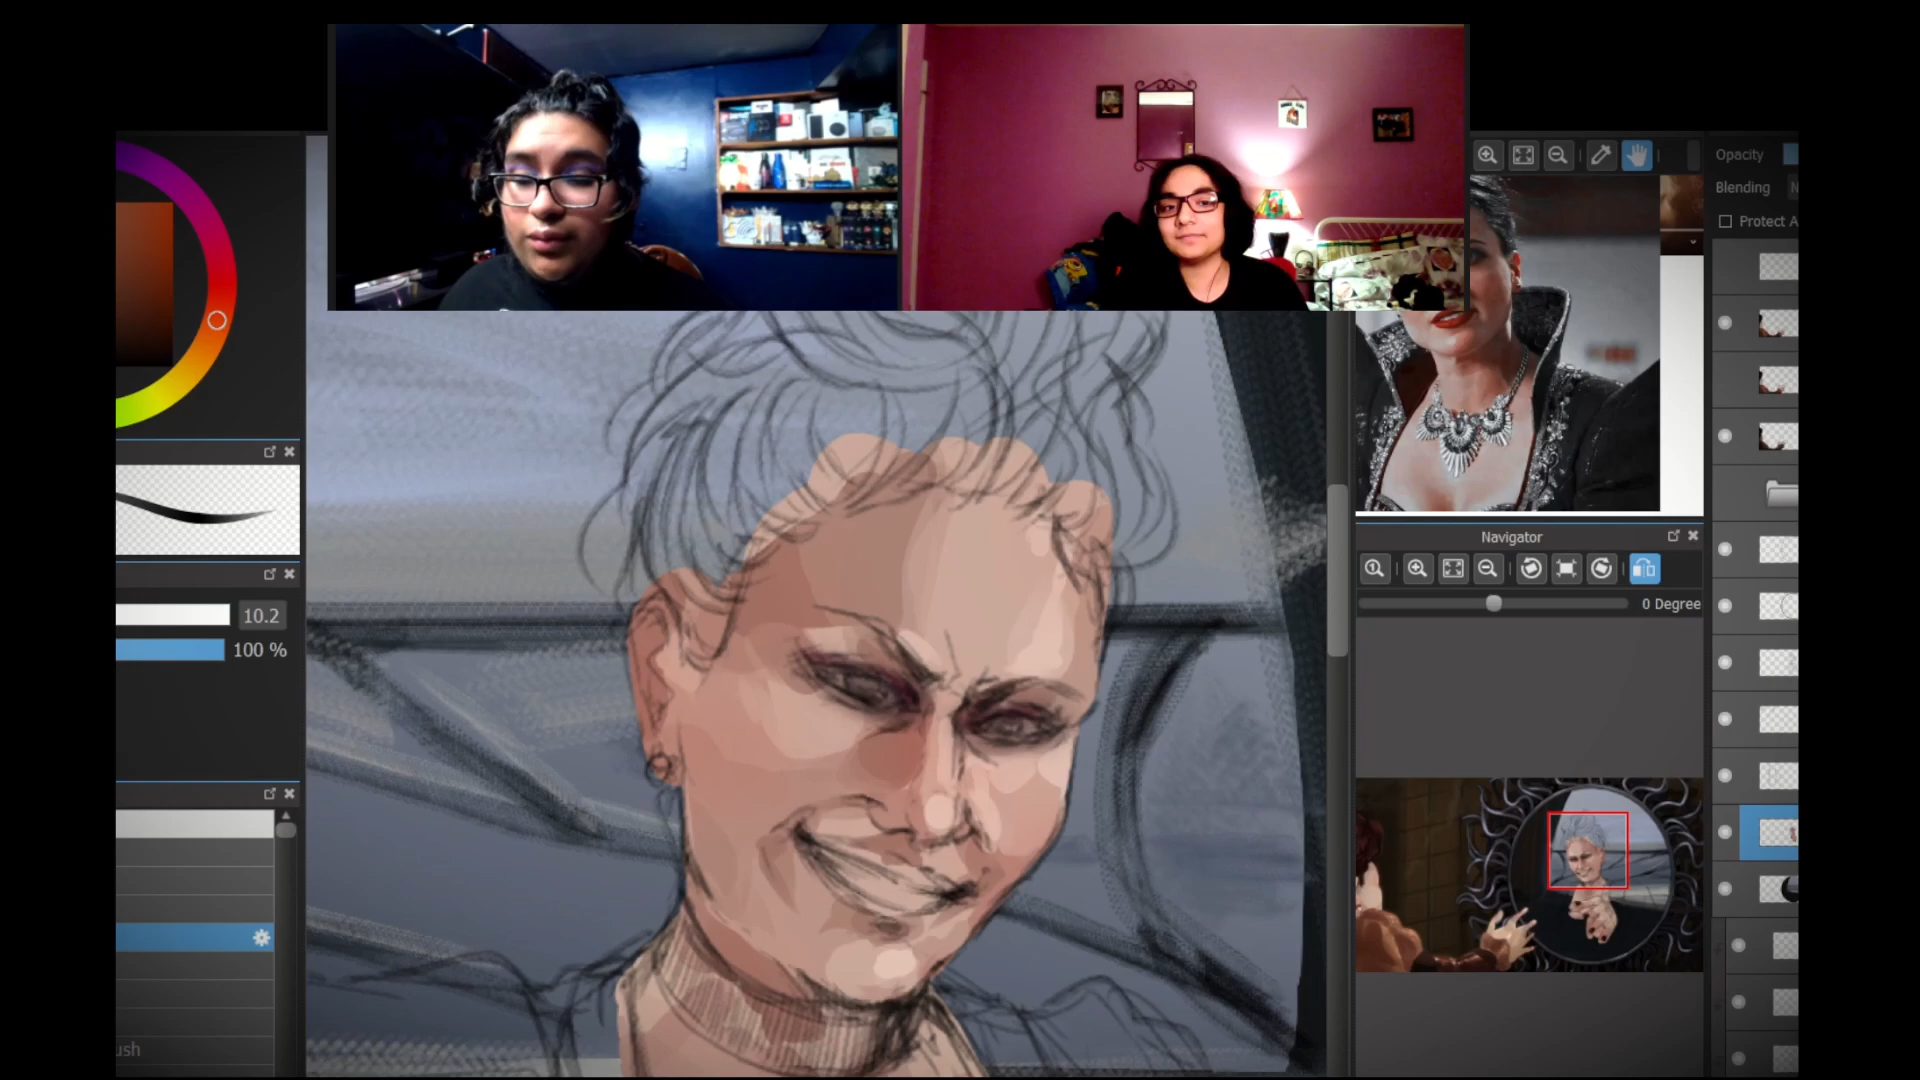 Opacity
Blending N
Protect A
Navigator
0 Degree
10.2
100 %
ush